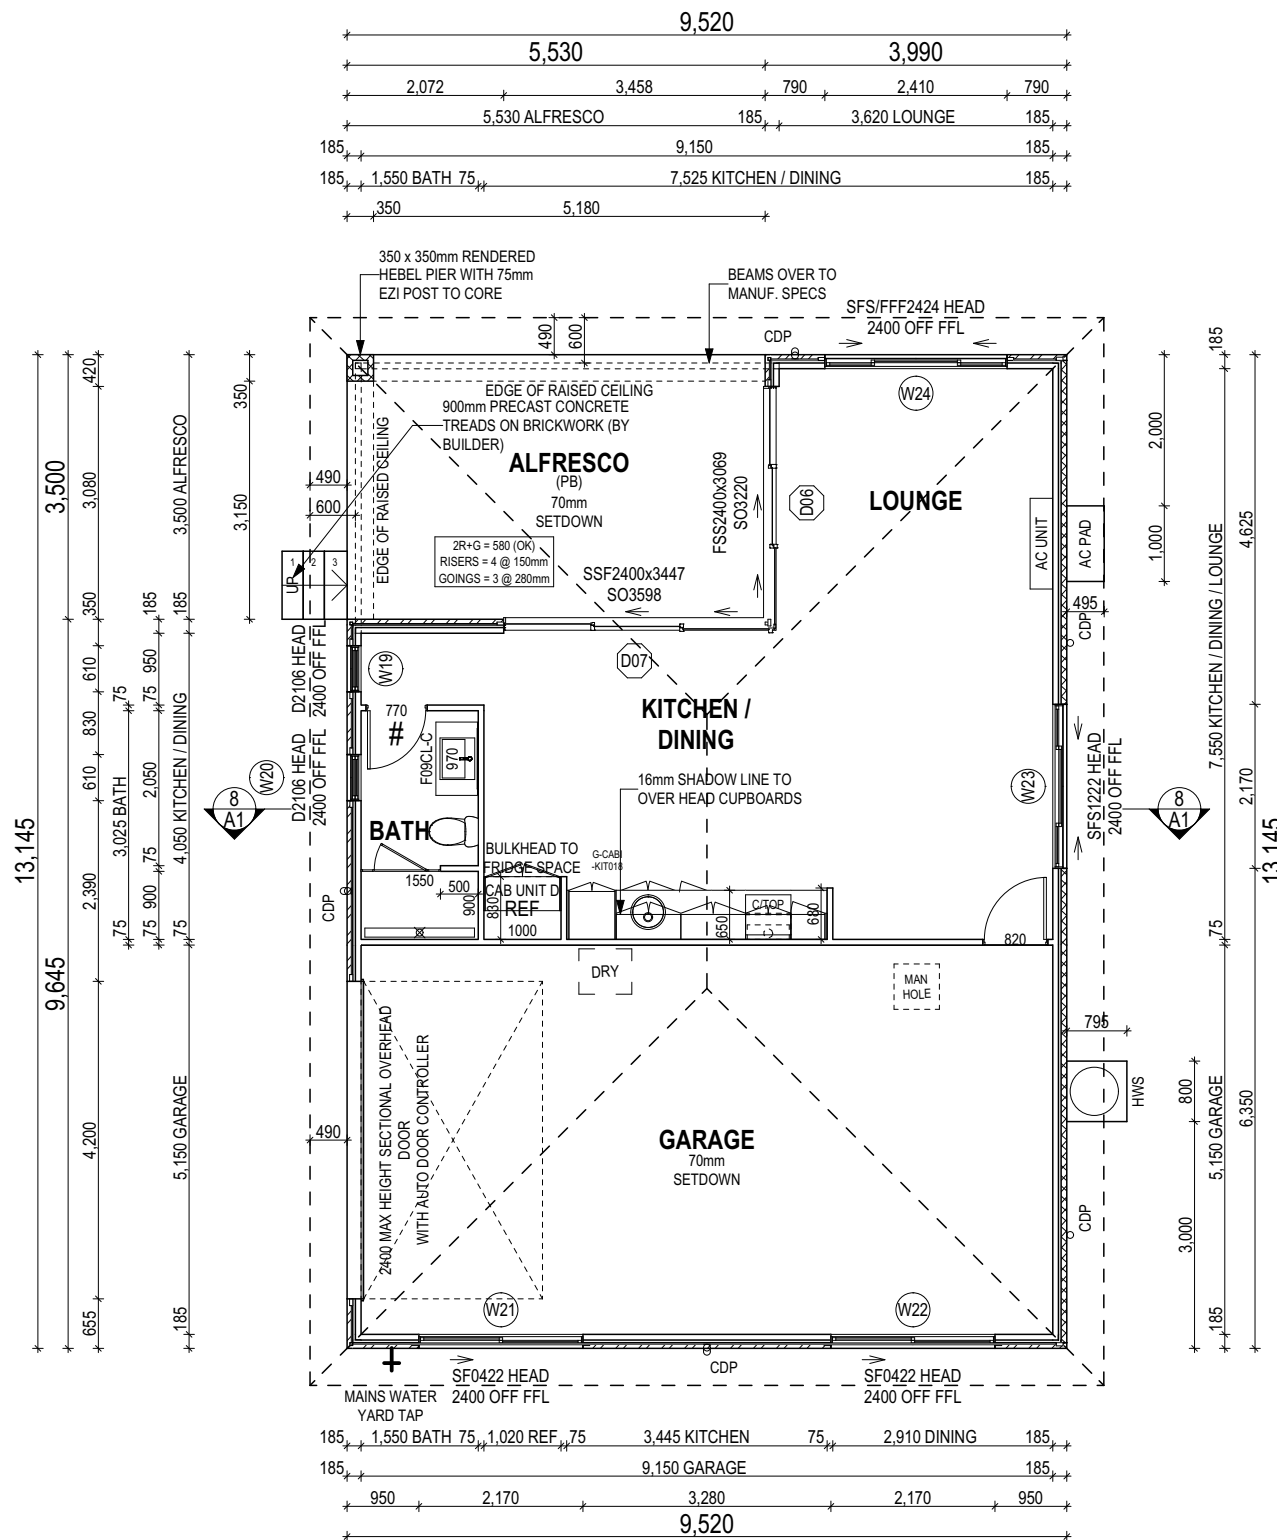 9,520
5,530 3,990
2,072 3,458 790 2,410 790
5,530 ALFRESCO 185 3,620 LOUNGE 185
185 9,150 185
185 1,550 BATH 75 7,525 KITCHEN / DINING 185
350 5,180
350 x 350mm RENDERED
HEBEL PIER WITH 75mm
EZI POST TO CORE
BEAMS OVER TO
MANUF. SPECS
SFS/FFF2424 HEAD
2400 OFF FFL
CDP
490
600
W24
EDGE OF RAISED CEILING
900mm PRECAST CONCRETE
TREADS ON BRICKWORK (BY
BUILDER)
EDGE OF RAISED CEILING
ALFRESCO
(PB)
70mm
SETDOWN
2R+G = 580 (OK)
RISERS = 4 @ 150mm
GOINGS = 3 @ 280mm
490
600
UP
1 2 3
FSS2400x3069
SO3220
D06
SSF2400x3447
SO3598
D07
LOUNGE
AC UNIT
AC PAD
495
CDP
13,145
3,500
9,645
420
3,080
350
610
830
610
2,390
4,200
655
3,500 ALFRESCO
185
185
950
75
75
2,050
75
900
75
3,025 BATH
75
4,050 KITCHEN / DINING
75
5,150 GARAGE
185
350
3,150
D2106 HEAD
2400 OFF FFL
D2106 HEAD
2400 OFF FFL
W19
W20
8
A1
770
#
F09CL-C
970
BATH
1550
500
900
CDP
KITCHEN /
DINING
16mm SHADOW LINE TO
OVER HEAD CUPBOARDS
BULKHEAD TO
FRIDGE SPACE
CAB UNIT D
REF
830
1000
G-CABI
-KIT018
650
C/TOP
680
820
W23
SFS1222 HEAD
2400 OFF FFL
8
A1
185
2,000
1,000
4,625
7,550 KITCHEN / DINING / LOUNGE
2,170
13,145
75
795
HWS
800
5,150 GARAGE
6,350
3,000
185
CDP
DRY
MAN
HOLE
490
2400 MAX HEIGHT SECTIONAL OVERHEAD
DOOR
WITH AUTO DOOR CONTROLLER
GARAGE
70mm
SETDOWN
W21
W22
CDP
SF0422 HEAD
2400 OFF FFL
SF0422 HEAD
2400 OFF FFL
MAINS WATER
YARD TAP
185 1,550 BATH 75 1,020 REF 75 3,445 KITCHEN 75 2,910 DINING 185
185 9,150 GARAGE 185
950 2,170 3,280 2,170 950
9,520